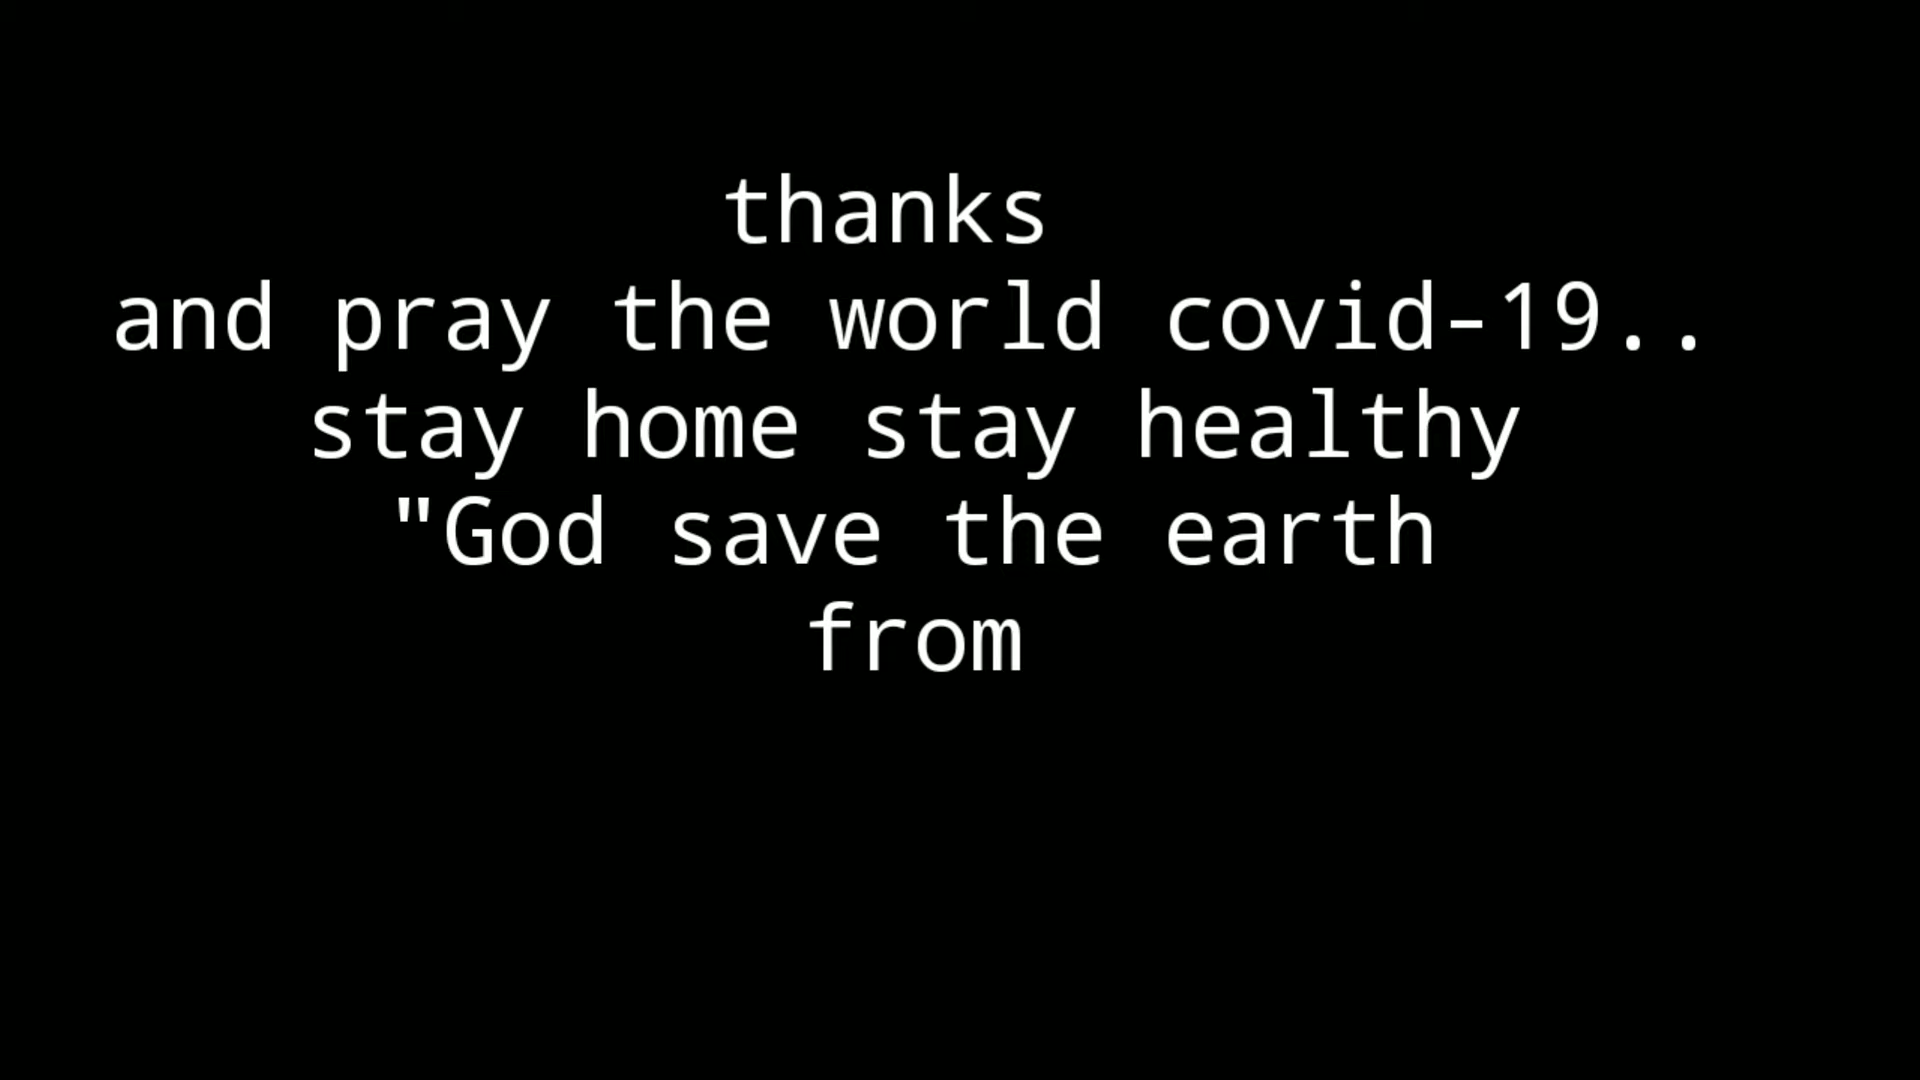 thanks
and pray the world covid-19..
stay home stay healthy
"God save the earth
from